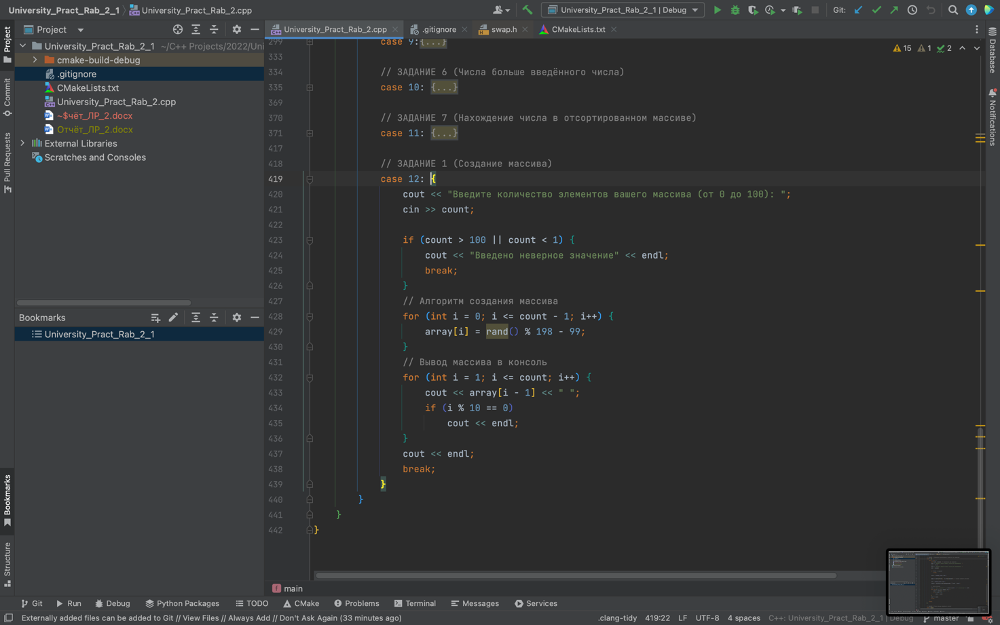 University_Pract_Rab_2_1 University_Pract_Rab_2.cpp
University_Pract_Rab_2_1 | Debug
Git:
Project
University_Pract_Rab_2.cpp .gitignore swap.h CMakeLists.txt
Project
Commit
Pull Requests
Bookmarks
Structure
University_Pract_Rab_2_1 ~/C++ Projects/2022/Uni
cmake-build-debug
.gitignore
CMakeLists.txt
University_Pract_Rab_2.cpp
~$чёт_ЛР_2.docx
Отчёт_ЛР_2.docx
External Libraries
Scratches and Consoles
Bookmarks
University_Pract_Rab_2_1
15 1 2
299 case 9:{...}
333
334 // ЗАДАНИЕ 6 (Числа больше введённого числа)
335 case 10: {...}
369
370 // ЗАДАНИЕ 7 (Нахождение числа в отсортированном массиве)
371 case 11: {...}
417
418 // ЗАДАНИЕ 1 (Создание массива)
419 case 12: {
420 cout << "Введите количество элементов вашего массива (от 0 до 100): ";
421 cin >> count;
422
423 if (count > 100 || count < 1) {
424 cout << "Введено неверное значение" << endl;
425 break;
426 }
427 // Алгоритм создания массива
428 for (int i = 0; i <= count - 1; i++) {
429 array[i] = rand() % 198 - 99;
430 }
431 // Вывод массива в консоль
432 for (int i = 1; i <= count; i++) {
433 cout << array[i - 1] << " ";
434 if (i % 10 == 0)
435 cout << endl;
436 }
437 cout << endl;
438 break;
439 }
440 }
441 }
442 }
Database
Notifications
f main
Git Run Debug Python Packages TODO CMake Problems Terminal Messages Services
Externally added files can be added to Git // View Files // Always Add // Don't Ask Again (33 minutes ago)
.clang-tidy 419:22 LF UTF-8 4 spaces C++: University_Pract_Rab_2_1 | Debug master